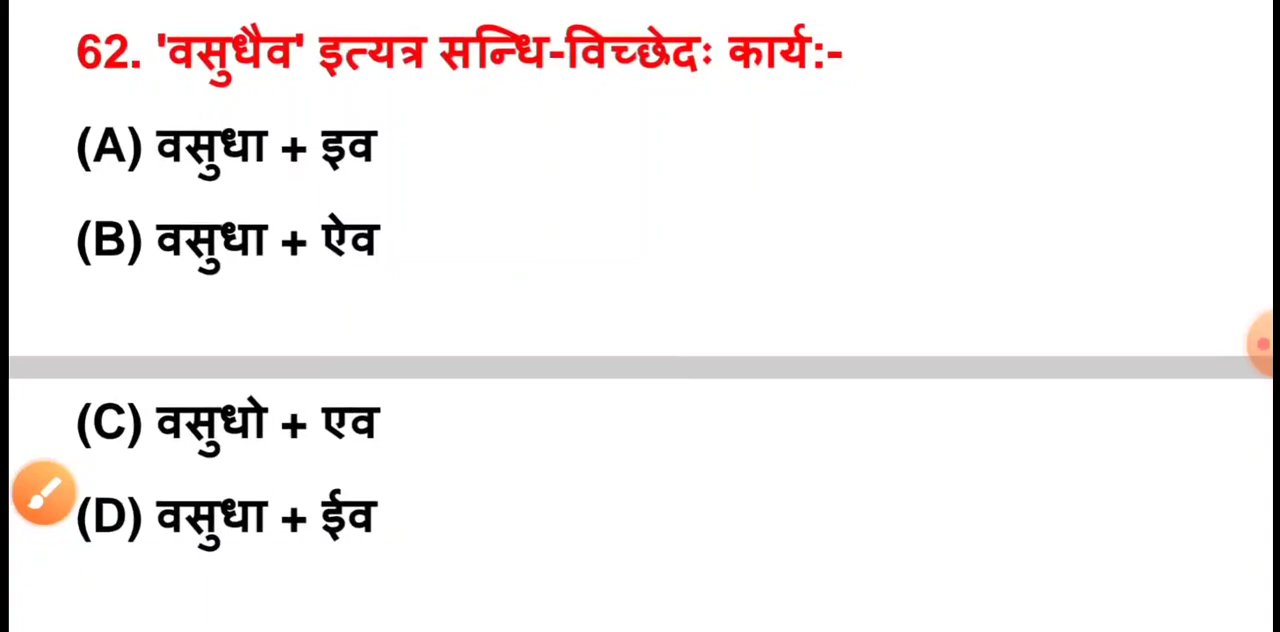 62. 'वसुधैव' इत्यत्र सन्धि-विच्छेदः कार्य:-
(A) वसुधा + इव
(B) वसुधा + ऐव
(C) वसुधो + एव
(D) वसुधा + ईव